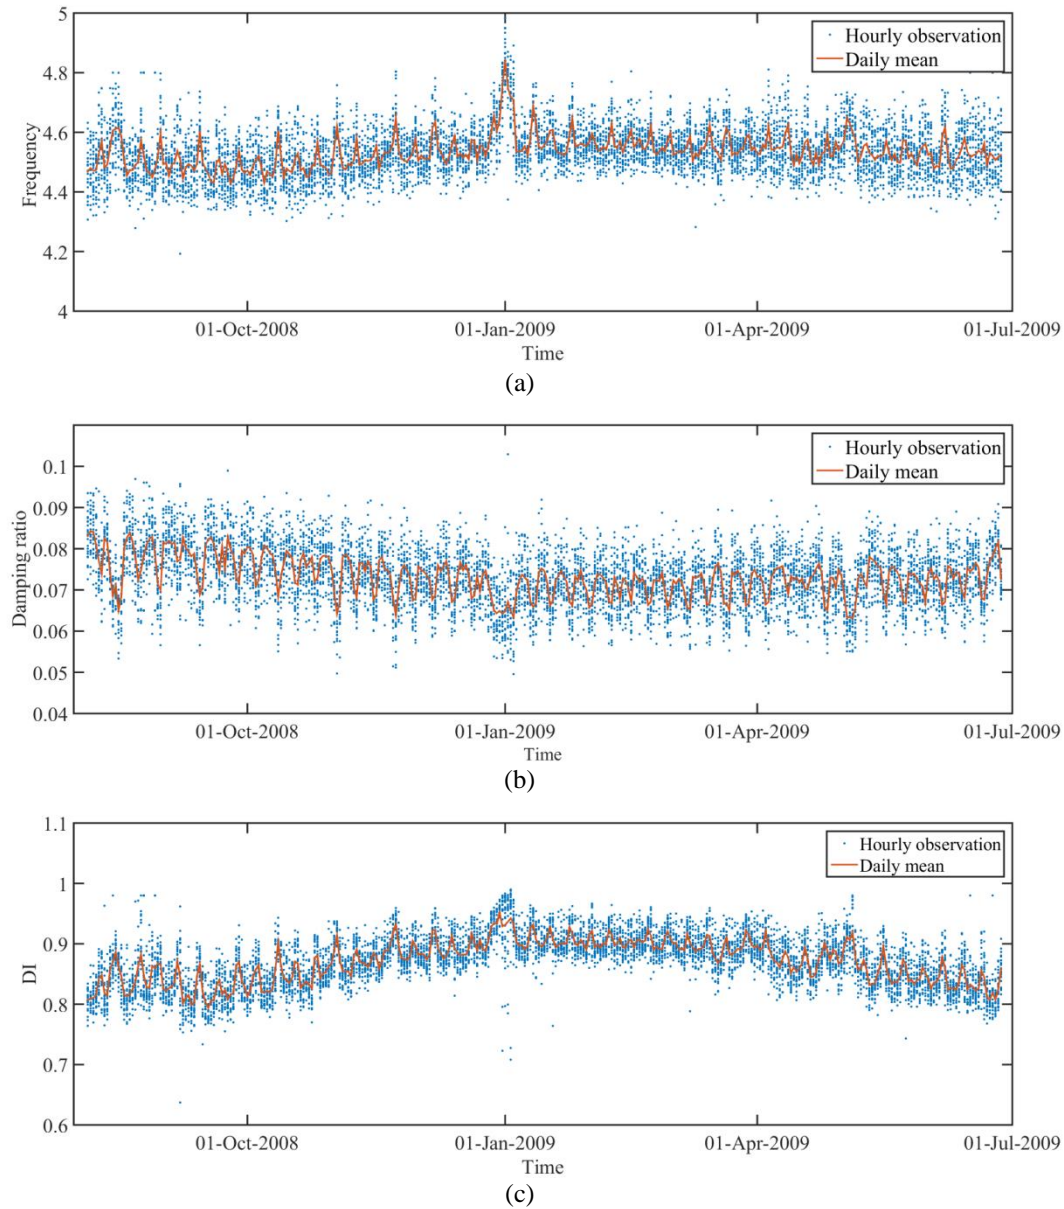 5
4.8
4.6
4.4
4.2
4
Frequency
Hourly observation
Daily mean
01-Oct-2008
01-Jan-2009
01-Apr-2009
01-Jul-2009
Time
(a)
0.1
0.09
0.08
0.07
0.06
0.05
0.04
Damping ratio
Hourly observation
Daily mean
01-Oct-2008
01-Jan-2009
01-Apr-2009
01-Jul-2009
Time
(b)
1.1
1
0.9
0.8
0.7
0.6
DI
Hourly observation
Daily mean
01-Oct-2008
01-Jan-2009
01-Apr-2009
01-Jul-2009
Time
(c)